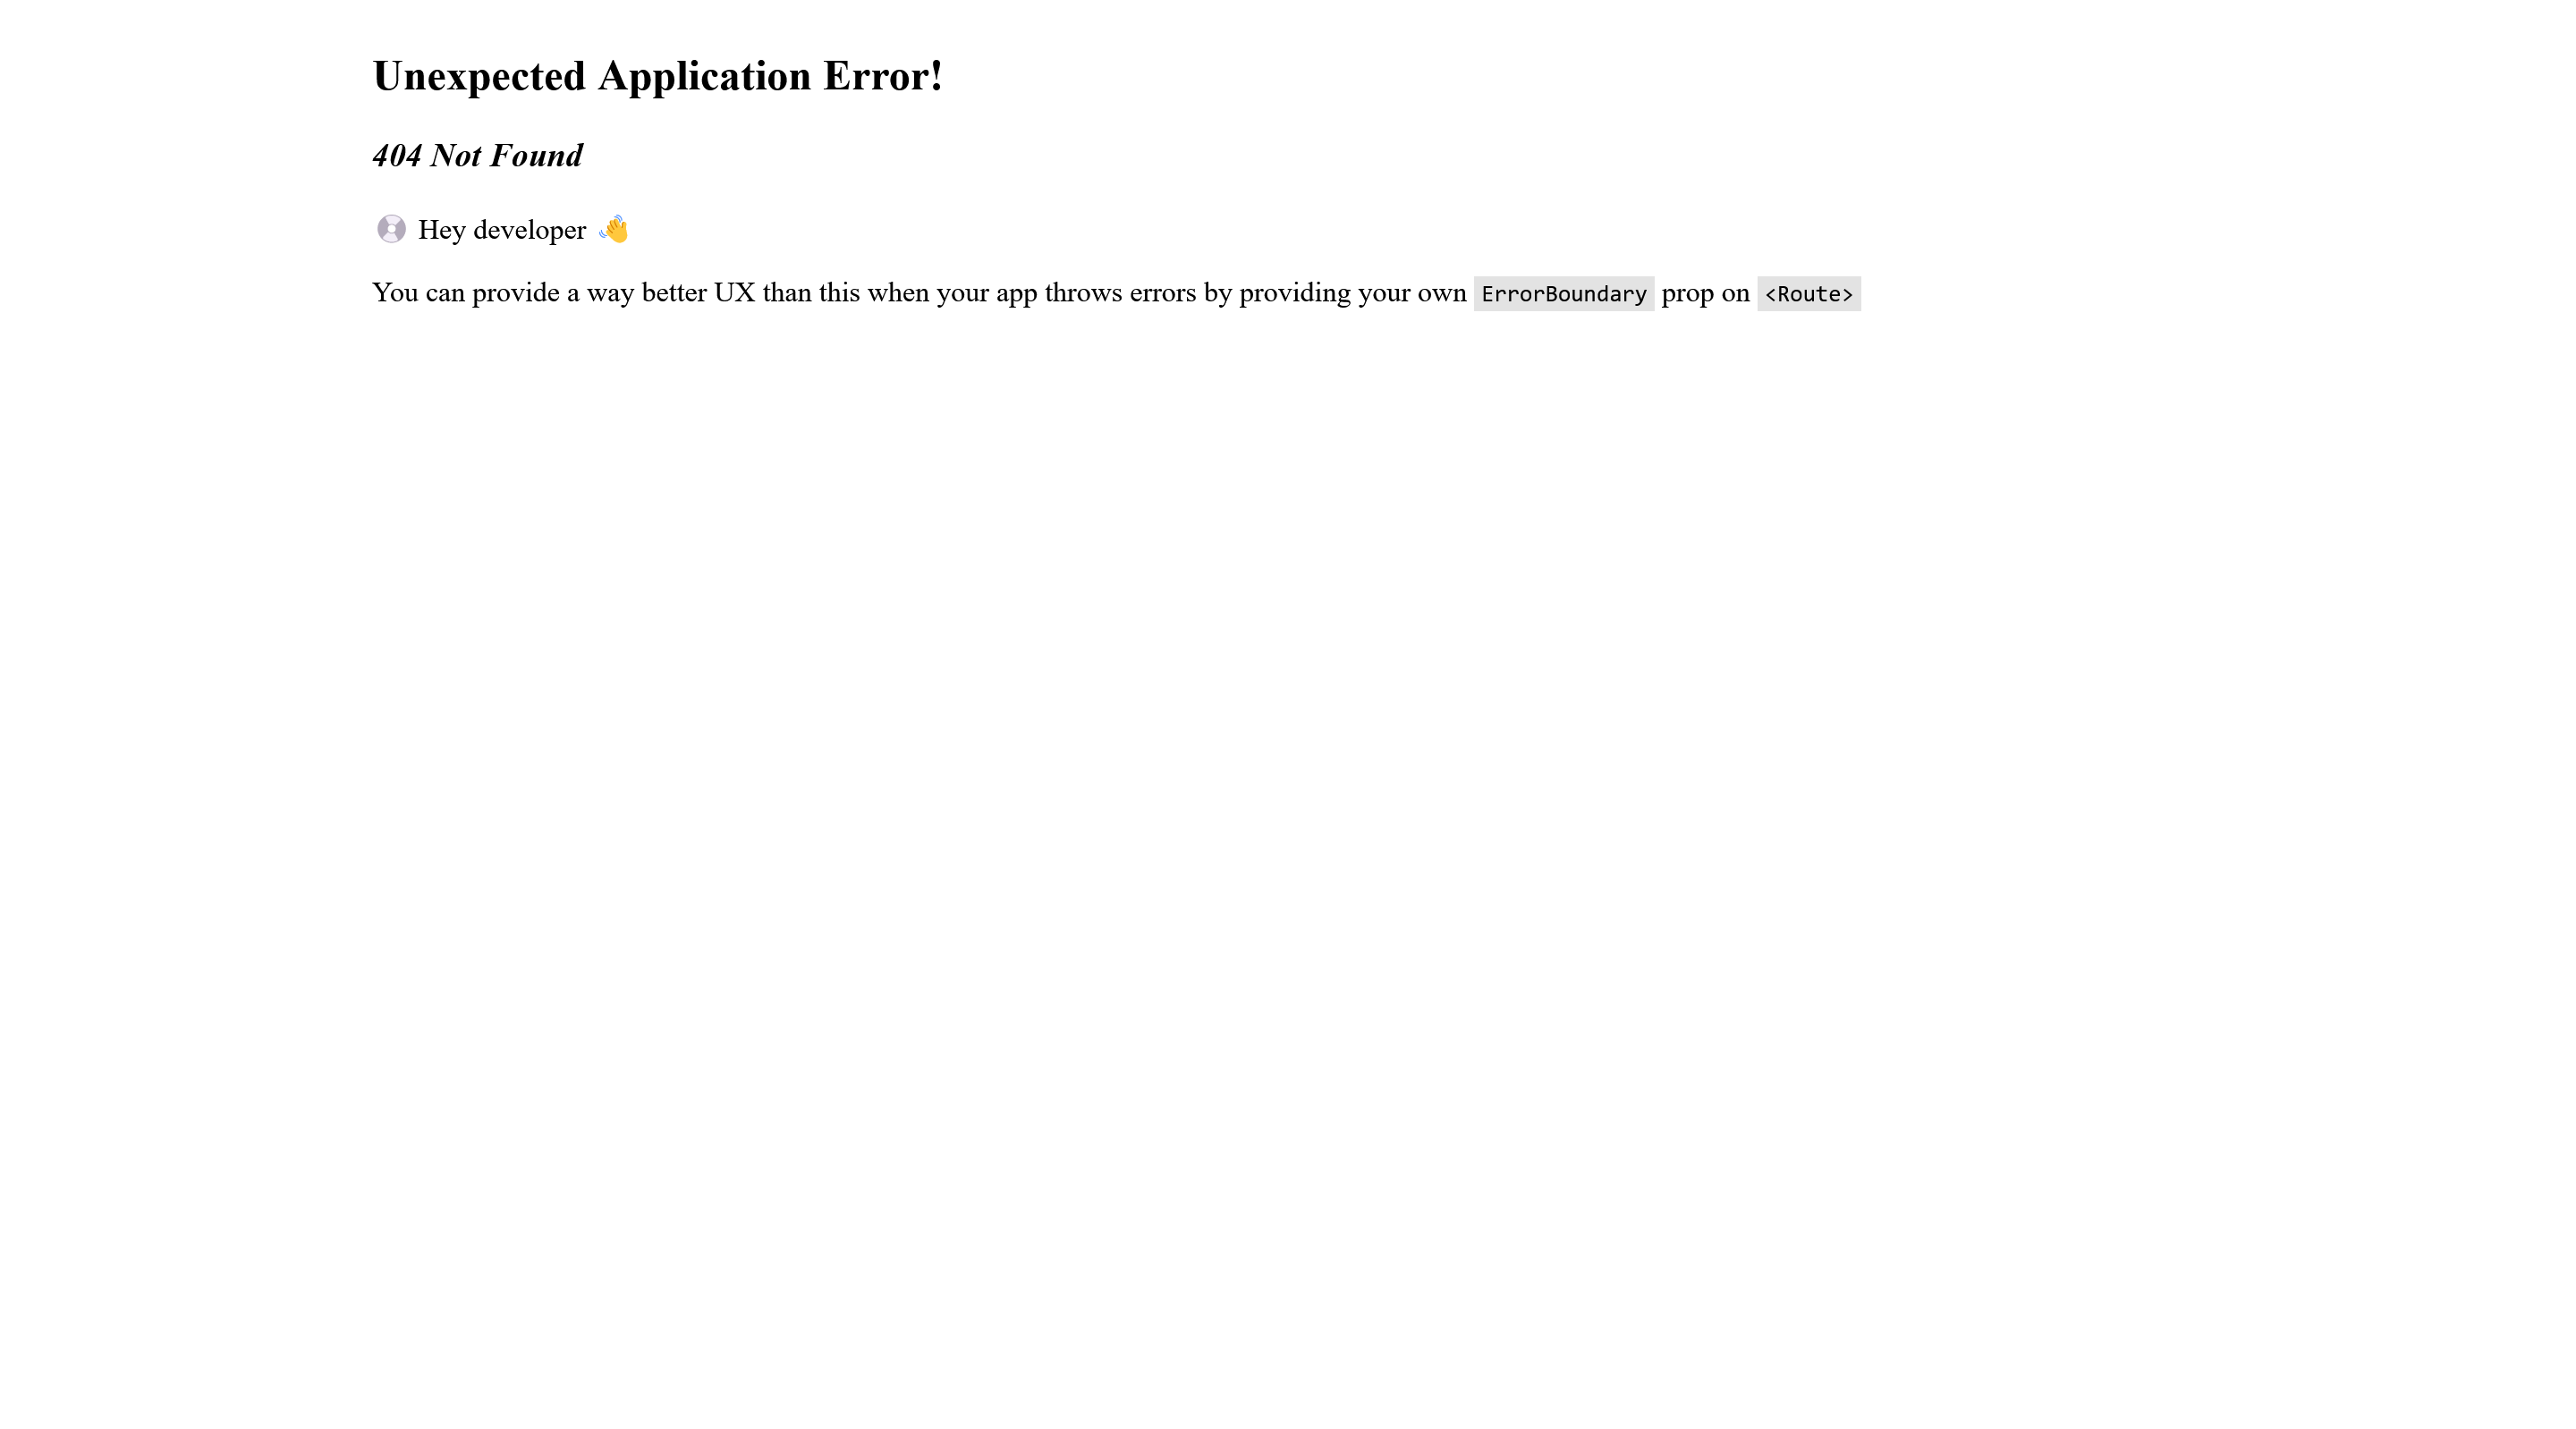 Unexpected Application Error!
404 Not Found
💿 Hey developer 👋
You can provide a way better UX than this when your app throws errors by providing your own ErrorBoundary prop on <Route>